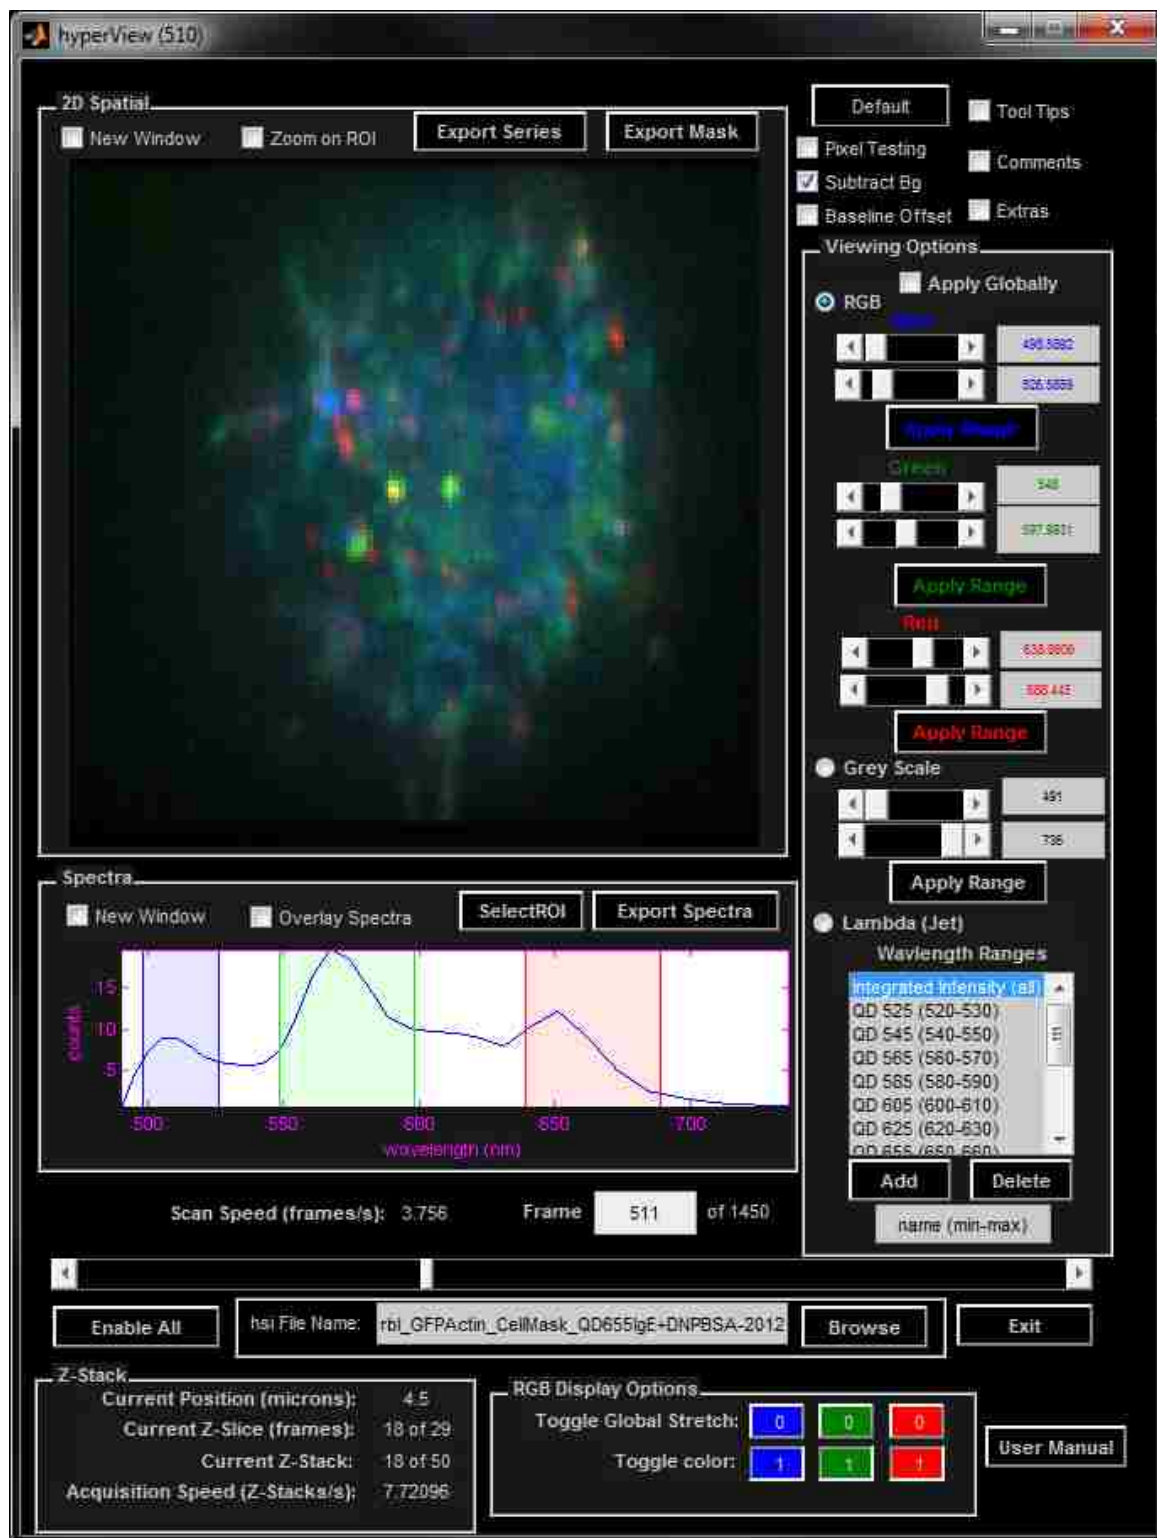 hyperView (510)
2D Spatial
New Window
Zoom on ROI
Export Series
Export Mask
Default
Tool Tips
Pixel Testing
Comments
Subtract Bg
Baseline Offset
Extras
Viewing Options
Apply Globally
RGB
Green
548
Apply Range
Red
688.445
Apply Range
Grey Scale
491
736
Apply Range
Lambda (Jet)
Wavlength Ranges
Integrated Intensity (all)
QD 525 (520-530)
QD 545 (540-550)
QD 565 (560-570)
QD 585 (580-590)
QD 605 (600-610)
QD 625 (620-630)
QD 655 (650-660)
Add
Delete
name (min-max)
Spectra
New Window
Overlay Spectra
SelectROI
Export Spectra
counts
15
10
5
500
550
600
650
700
wavelength (nm)
Scan Speed (frames/s): 3.756
Frame 511 of 1450
Enable All
hsi File Name: rbl_GFPActin_CellMask_QD655IgE+DNPBSA-2012
Browse
Exit
Z-Stack
Current Position (microns): 4.5
Current Z-Slice (frames): 18 of 29
Current Z-Stack: 18 of 50
Acquisition Speed (Z-Stacks/s): 7.72096
RGB Display Options
Toggle Global Stretch: 0 0 0
Toggle color: 1 1 1
User Manual